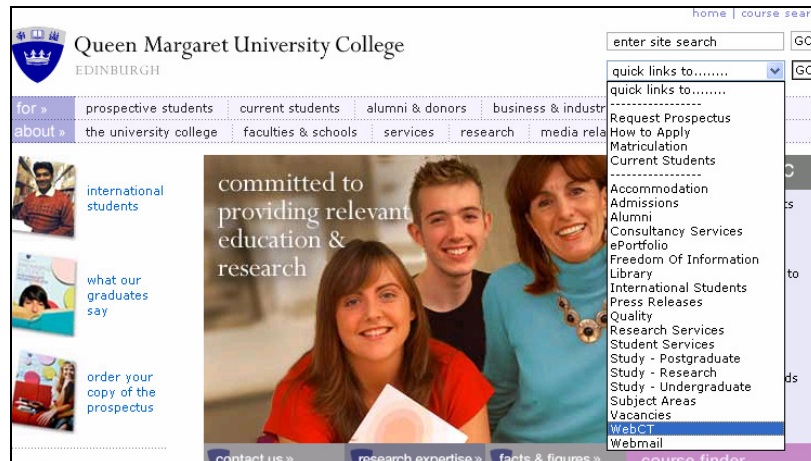 home | course sear
Queen Margaret University College
EDINBURGH
enter site search
GO
quick links to........
GO
for »
prospective students
current students
alumni & donors
business & industr
about »
the university college
faculties & schools
services
research
media rela
international
students
what our
graduates
say
order your
copy of the
prospectus
committed to
providing relevant
education &
research
quick links to........
-----------------
Request Prospectus
How to Apply
Matriculation
Current Students
-----------------
Accommodation
Admissions
Alumni
Consultancy Services
ePortfolio
Freedom Of Information
Library
International Students
Press Releases
Quality
Research Services
Student Services
Study - Postgraduate
Study - Research
Study - Undergraduate
Subject Areas
Vacancies
WebCT
Webmail
C
to
contact us »
research expertise »
facts & figures »
course finder